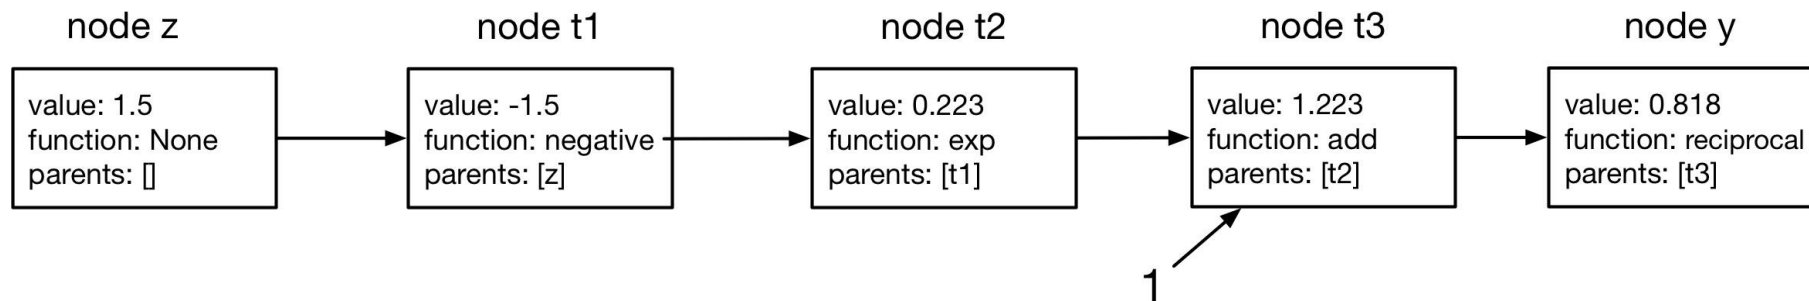 node z
value: 1.5
function: None
parents: []
node t1
value: -1.5
function: negative
parents: [z]
node t2
value: 0.223
function: exp
parents: [t1]
node t3
value: 1.223
function: add
parents: [t2]
node y
value: 0.818
function: reciprocal
parents: [t3]
1